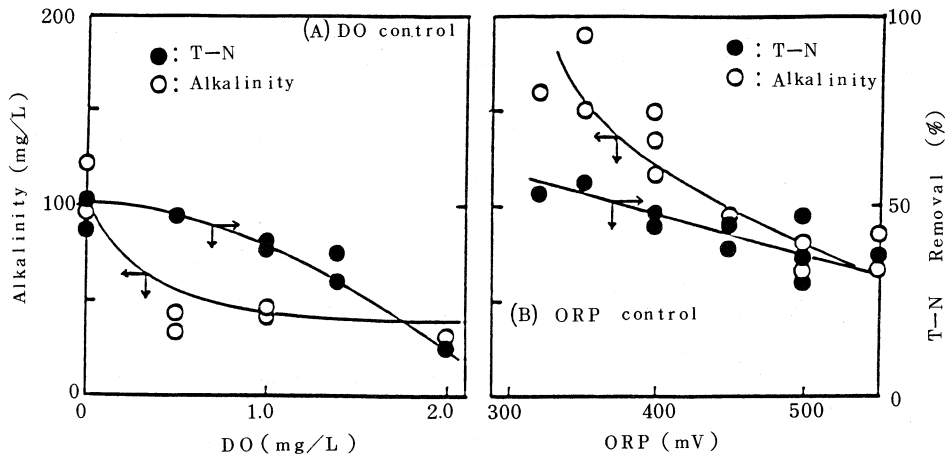 200
(A) DO control
●: T—N
○: Alkalinity
100
0
Alkalinity (mg/L)
0
1.0
2.0
DO (mg/L)
100
●: T—N
○: Alkalinity
50
(B) ORP control
0
T—N Removal (%)
300
400
500
ORP (mV)